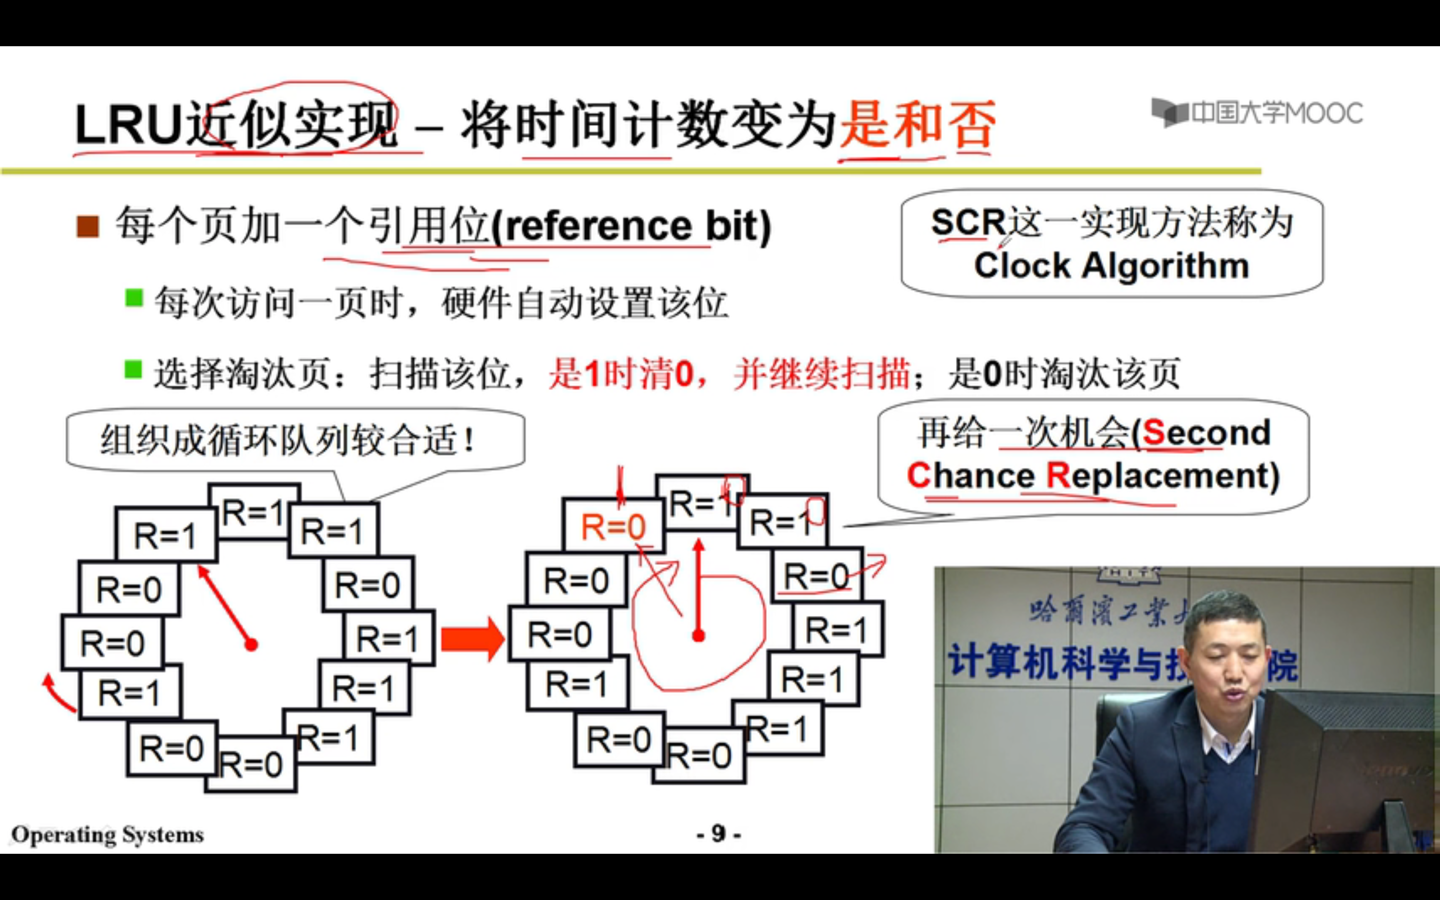 LRU近似实现 – 将时间计数变为是和否
中国大学MOOC
每个页加一个引用位(reference bit)
SCR这一实现方法称为
Clock Algorithm
每次访问一页时，硬件自动设置该位
选择淘汰页：扫描该位，是1时清0，并继续扫描；是0时淘汰该页
组织成循环队列较合适！
再给一次机会(Second
Chance Replacement)
R=1
R=1
R=1
R=0
R=0
R=0
R=1
R=1
R=1
R=0
R=1
R=0
R=1
R=0
R=1
R=0
R=0
R=0
R=1
R=1
R=1
R=0
R=1
R=0
哈尔滨工业大
计算机科学与技
院
Operating Systems
- 9 -